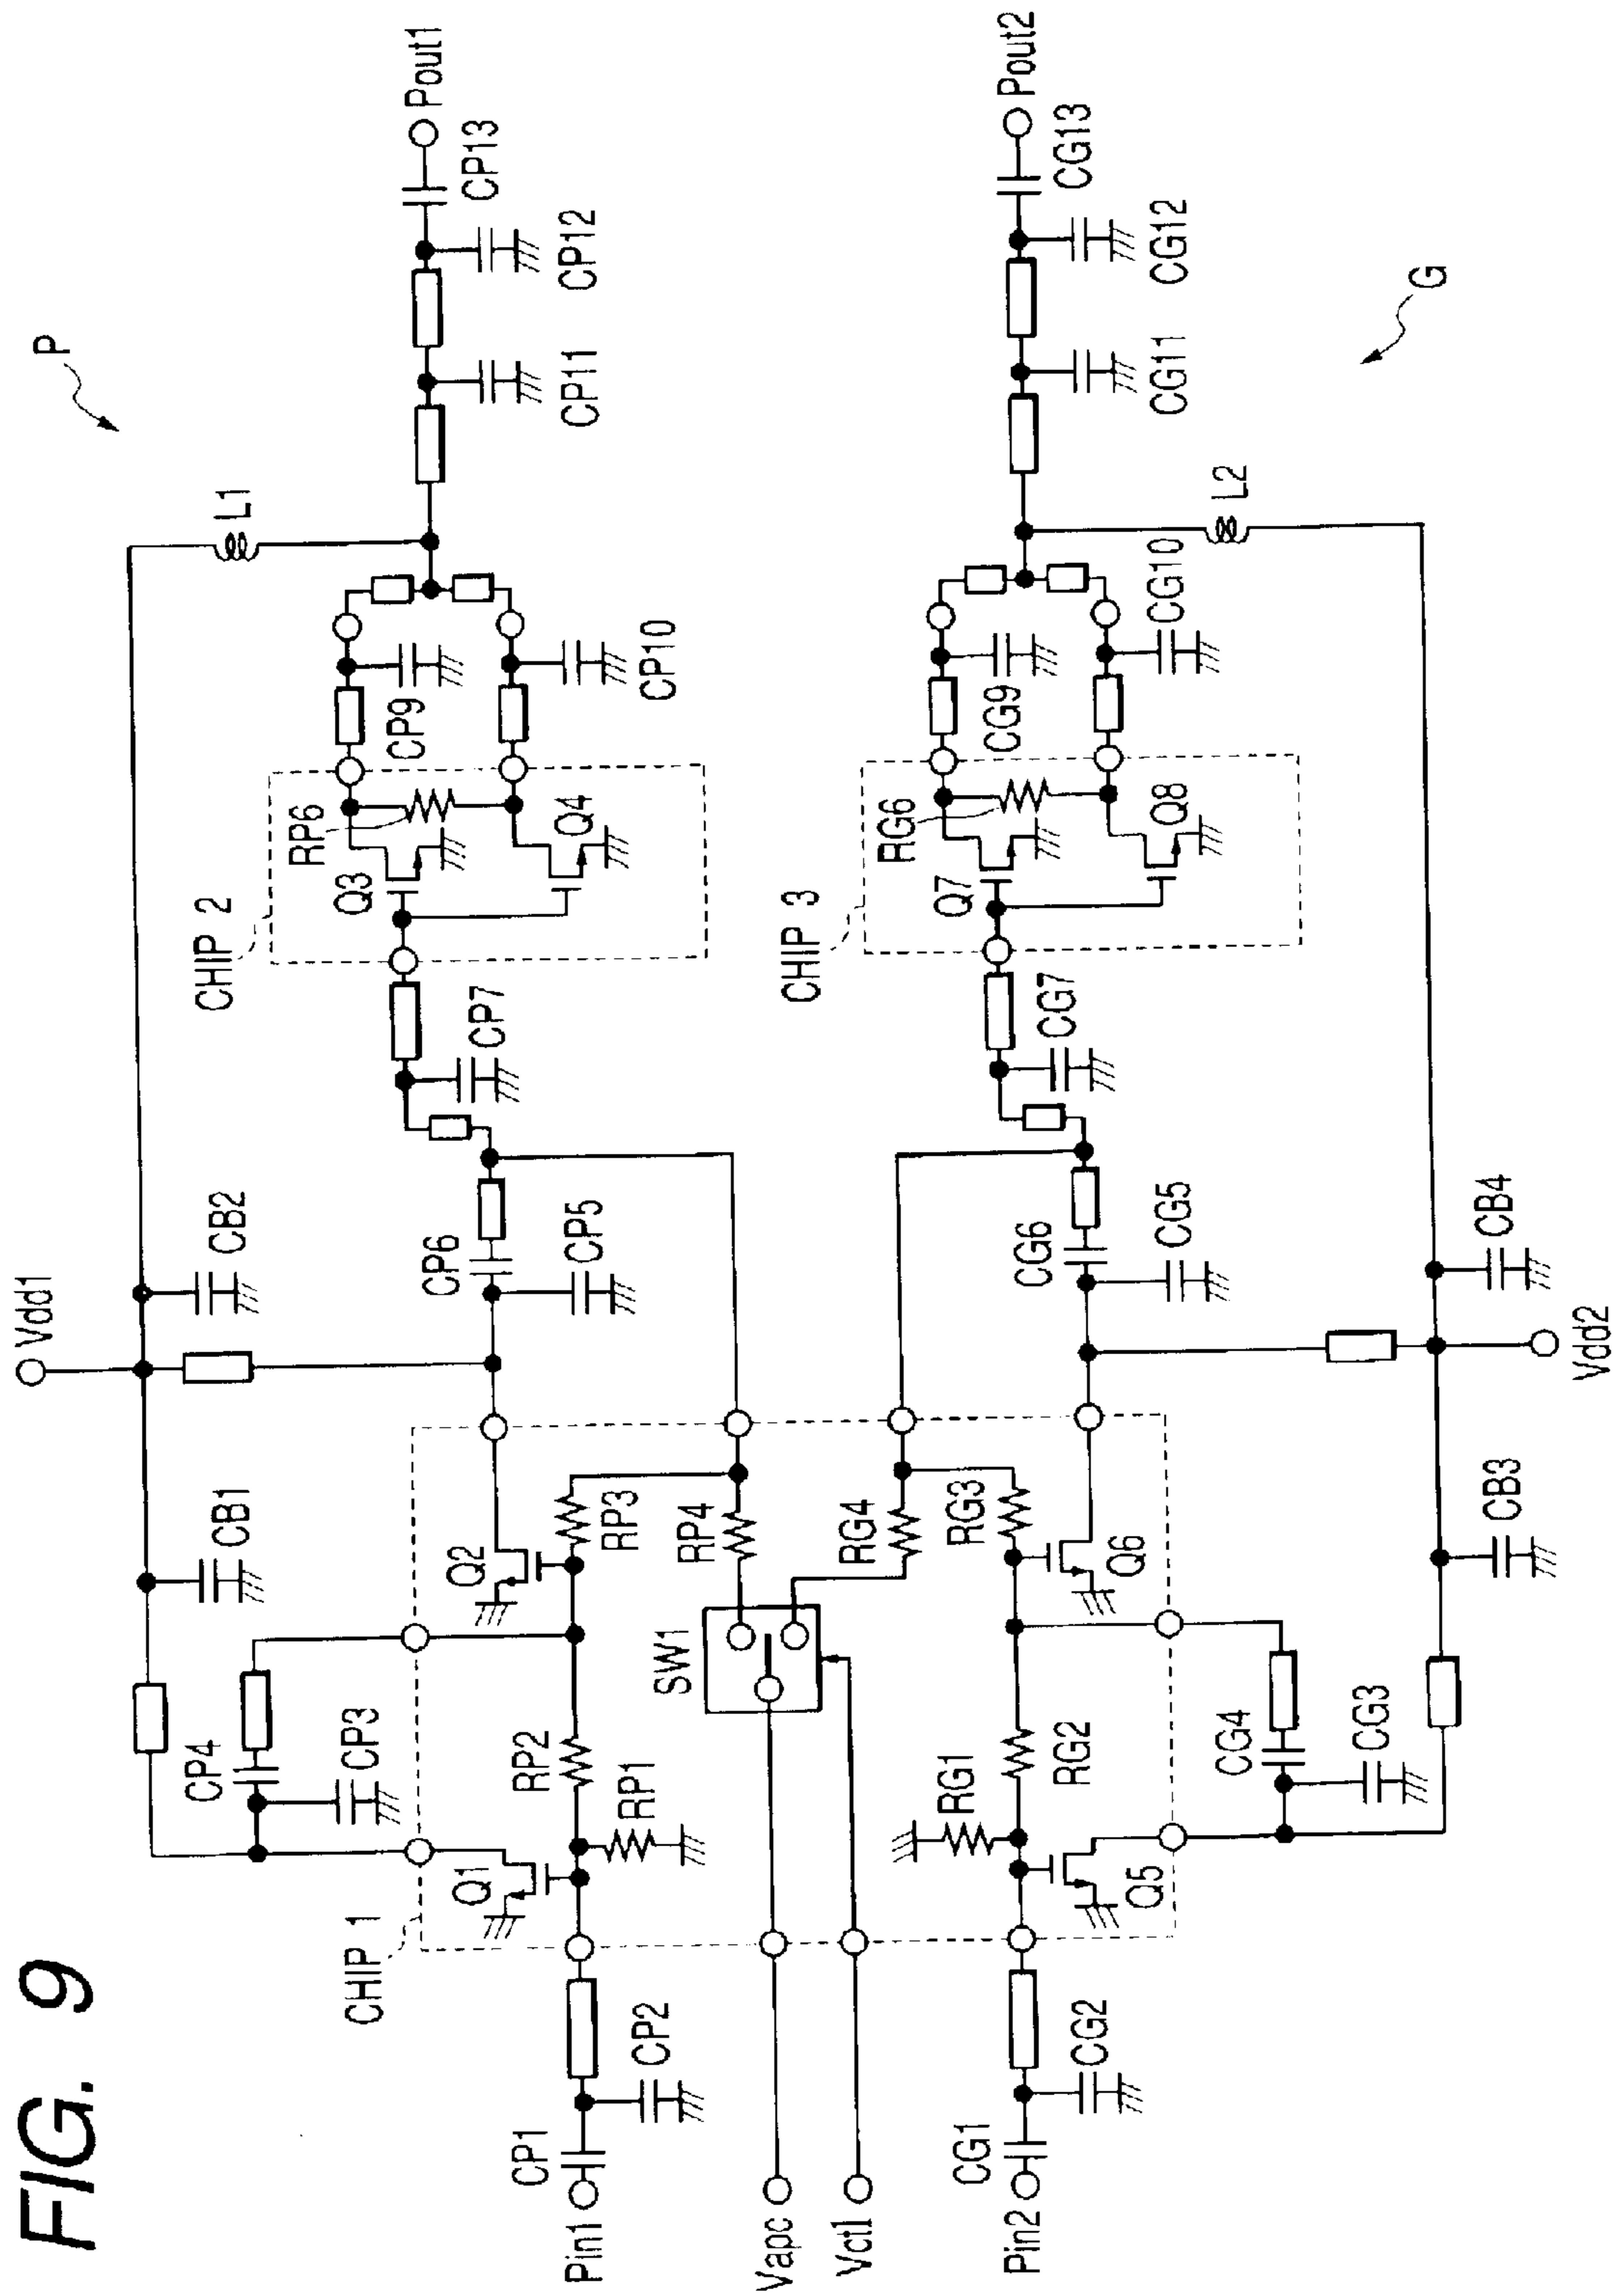 FIG. 9
P
Vdd1
L1
Pout1
CB1
CB2
CP13
CHIP 2
CP12
CP4
CP3
RP6
CP9
CP11
CHIP 1
Q3
Q4
CP10
Q1
Q2
CP6
CP7
CP5
CP1
Pin1
CP2
RP2
RP1
RP3
SW1
RP4
Vapc
Vctl
RG4
RG3
CHIP 3
RG6
CG9
Pout2
CG13
CG12
CG11
CG10
Q7
Q8
G
CG1
Pin2
CG2
RG1
RG2
CG6
CG7
CG5
Q5
Q6
L2
CG4
CG3
CB3
CB4
Vdd2